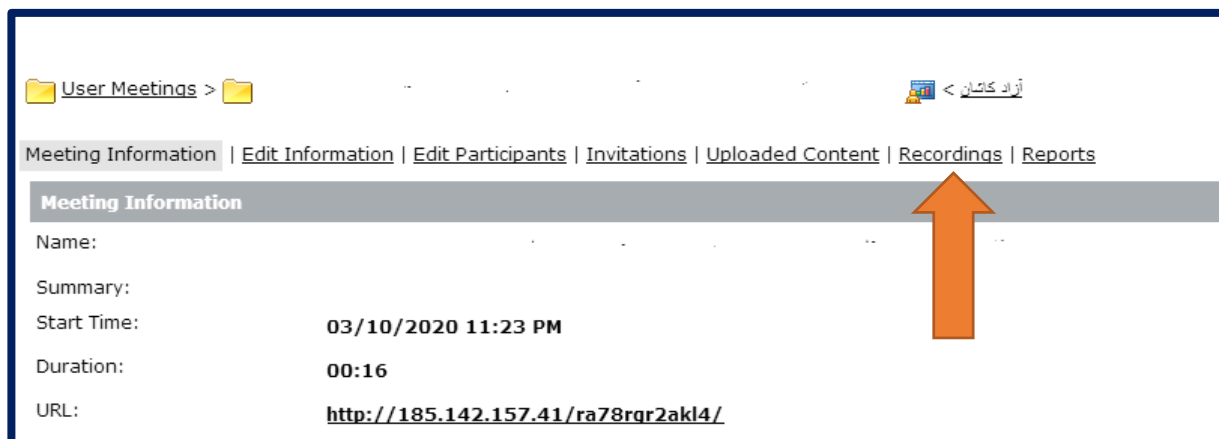 User Meetings > آزاد کاشان >
Meeting Information | Edit Information | Edit Participants | Invitations | Uploaded Content | Recordings | Reports
Meeting Information
Name:
Summary:
Start Time: 03/10/2020 11:23 PM
Duration: 00:16
URL: http://185.142.157.41/ra78rgr2akl4/